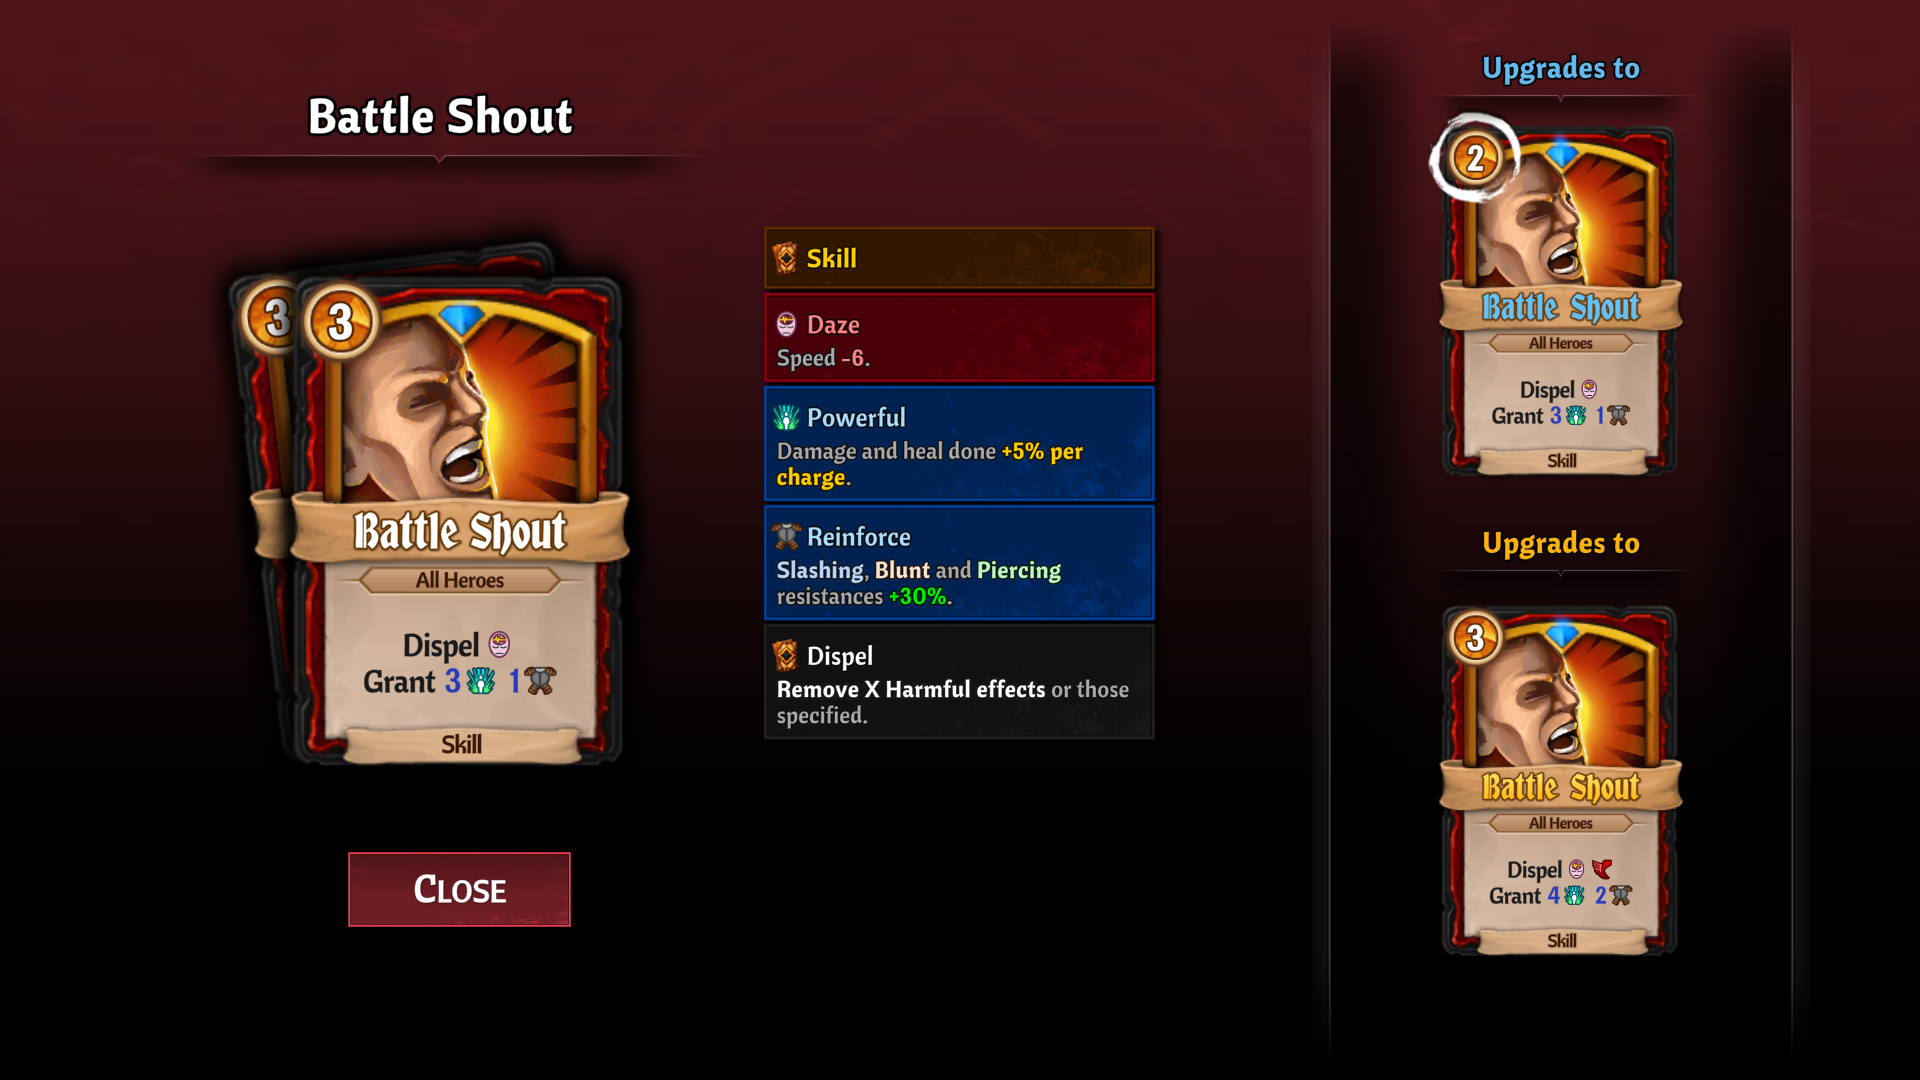 Battle Shout
3
3
Battle Shout
All Heroes
Dispel
Grant 3 1
Skill
CLOSE
Skill
Daze
Speed -6.
Powerful
Damage and heal done +5% per
charge.
Reinforce
Slashing, Blunt and Piercing
resistances +30%.
Dispel
Remove X Harmful effects or those
specified.
Upgrades to
2
Battle Shout
All Heroes
Dispel
Grant 3 1
Skill
Upgrades to
3
Battle Shout
All Heroes
Dispel
Grant 4 2
Skill